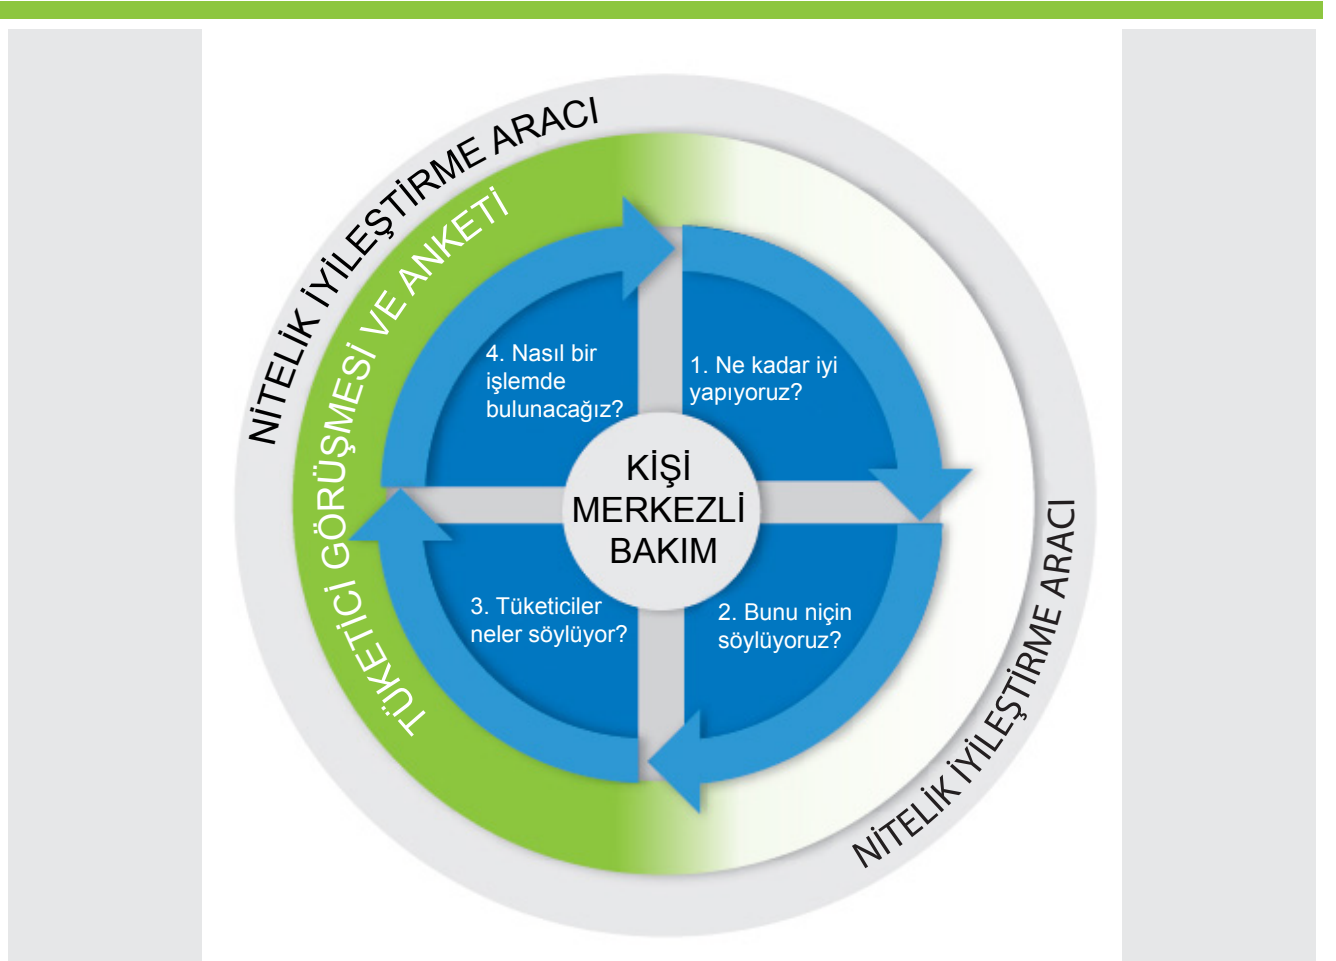 NİTELİK İYİLEŞTİRME ARACI
TÜKETİCİ GÖRÜŞMESİ VE ANKETİ
4. Nasıl bir
işlemde
bulunacağız?
1. Ne kadar iyi
yapıyoruz?
KİŞİ
MERKEZLİ
BAKIM
3. Tüketiciler
neler söylüyor?
2. Bunu niçin
söylüyoruz?
NİTELİK İYİLEŞTİRME ARACI